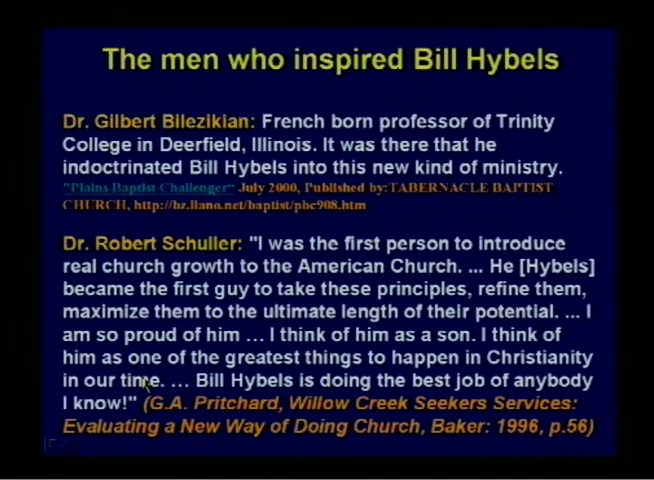 The men who inspired Bill Hybels
Dr. Gilbert Bilezikian: French born professor of Trinity
College in Deerfield, Illinois. It was there that he
indoctrinated Bill Hybels into this new kind of ministry.
"Plains Baptist Challenger" July 2000, Published by:TABERNACLE BAPTIST
CHURCH, http://bz.llano.net/baptist/pbc908.htm
Dr. Robert Schuller: "I was the first person to introduce
real church growth to the American Church. ... He [Hybels]
became the first guy to take these principles, refine them,
maximize them to the ultimate length of their potential. ... I
am so proud of him ... I think of him as a son. I think of
him as one of the greatest things to happen in Christianity
in our time. ... Bill Hybels is doing the best job of anybody
I know!" (G.A. Pritchard, Willow Creek Seekers Services:
Evaluating a New Way of Doing Church, Baker: 1996, p.56)